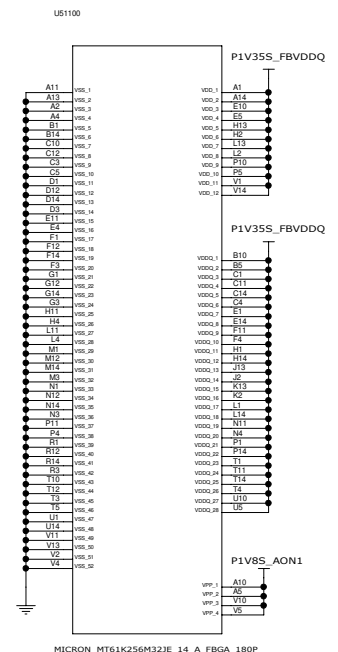 U51100
P1V35S_FBVDDQ
A11 VSS_1
A13 VSS_2
A2 VSS_3
A4 VSS_4
B1 VSS_5
B14 VSS_6
C10 VSS_7
C12 VSS_8
C3 VSS_9
C5 VSS_10
D1 VSS_11
D12 VSS_12
D14 VSS_13
D3 VSS_14
E11 VSS_15
E4 VSS_16
F1 VSS_17
F12 VSS_18
F14 VSS_19
F3 VSS_20
G1 VSS_21
G12 VSS_22
G14 VSS_23
G3 VSS_24
H11 VSS_25
H4 VSS_26
L11 VSS_27
L4 VSS_28
M1 VSS_29
M12 VSS_30
M14 VSS_31
M3 VSS_32
N1 VSS_33
N12 VSS_34
N14 VSS_35
N3 VSS_36
P11 VSS_37
P4 VSS_38
R1 VSS_39
R12 VSS_40
R14 VSS_41
R3 VSS_42
T10 VSS_43
T12 VSS_44
T3 VSS_45
T5 VSS_46
U1 VSS_47
U14 VSS_48
V11 VSS_49
V13 VSS_50
V2 VSS_51
V4 VSS_52
VDD_1 A1
VDD_2 A14
VDD_3 E10
VDD_4 E5
VDD_5 H13
VDD_6 H2
VDD_7 L13
VDD_8 L2
VDD_9 P10
VDD_10 P5
VDD_11 V1
VDD_12 V14
P1V35S_FBVDDQ
VDDQ_1 B10
VDDQ_2 B5
VDDQ_3 C1
VDDQ_4 C11
VDDQ_5 C14
VDDQ_6 C4
VDDQ_7 E1
VDDQ_8 E14
VDDQ_9 F11
VDDQ_10 F4
VDDQ_11 H1
VDDQ_12 H14
VDDQ_13 J13
VDDQ_14 J2
VDDQ_15 K13
VDDQ_16 K2
VDDQ_17 L1
VDDQ_18 L14
VDDQ_19 N11
VDDQ_20 N4
VDDQ_21 P1
VDDQ_22 P14
VDDQ_23 T1
VDDQ_24 T11
VDDQ_25 T14
VDDQ_26 T4
VDDQ_27 U10
VDDQ_28 U5
P1V8S_AON1
VPP_1 A10
VPP_2 A5
VPP_3 V10
VPP_4 V5
MICRON MT61K256M32JE 14 A FBGA 180P